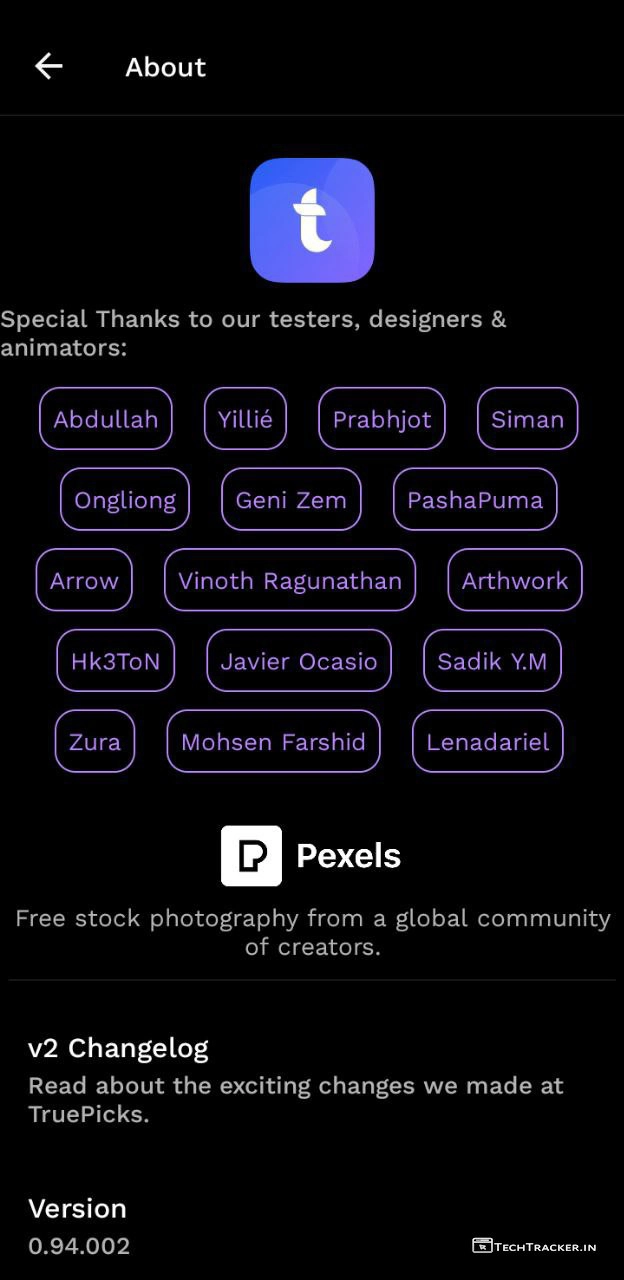 About
t
Special Thanks to our testers, designers &
animators:
Abdullah Yillié Prabhjot Siman
Ongliong Geni Zem PashaPuma
Arrow Vinoth Ragunathan Arthwork
Hk3ToN Javier Ocasio Sadik Y.M
Zura Mohsen Farshid Lenadariel
P Pexels
Free stock photography from a global community
of creators.
v2 Changelog
Read about the exciting changes we made at
TruePicks.
Version
0.94.002
TECHTRACKER.IN